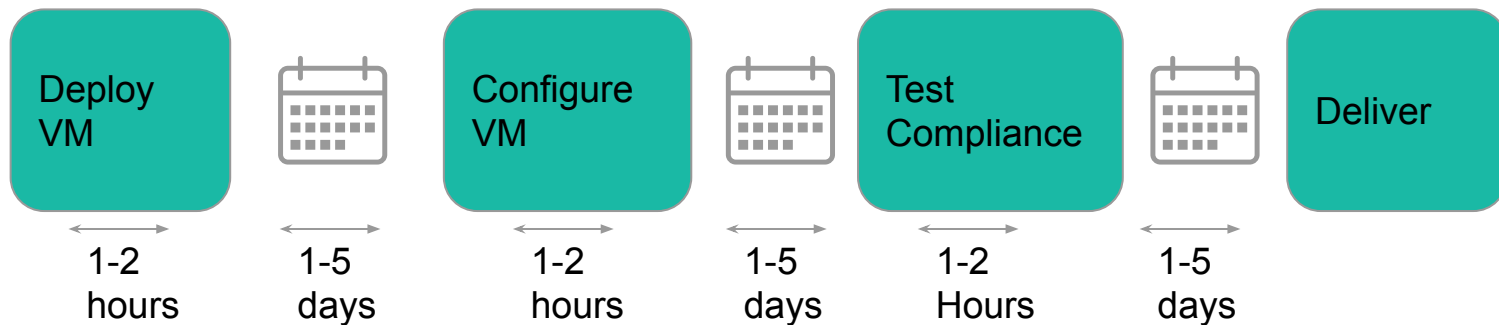 Deploy
VM
Configure
VM
Test
Compliance
Deliver
1-2
hours
1-5
days
1-2
hours
1-5
days
1-2
Hours
1-5
days